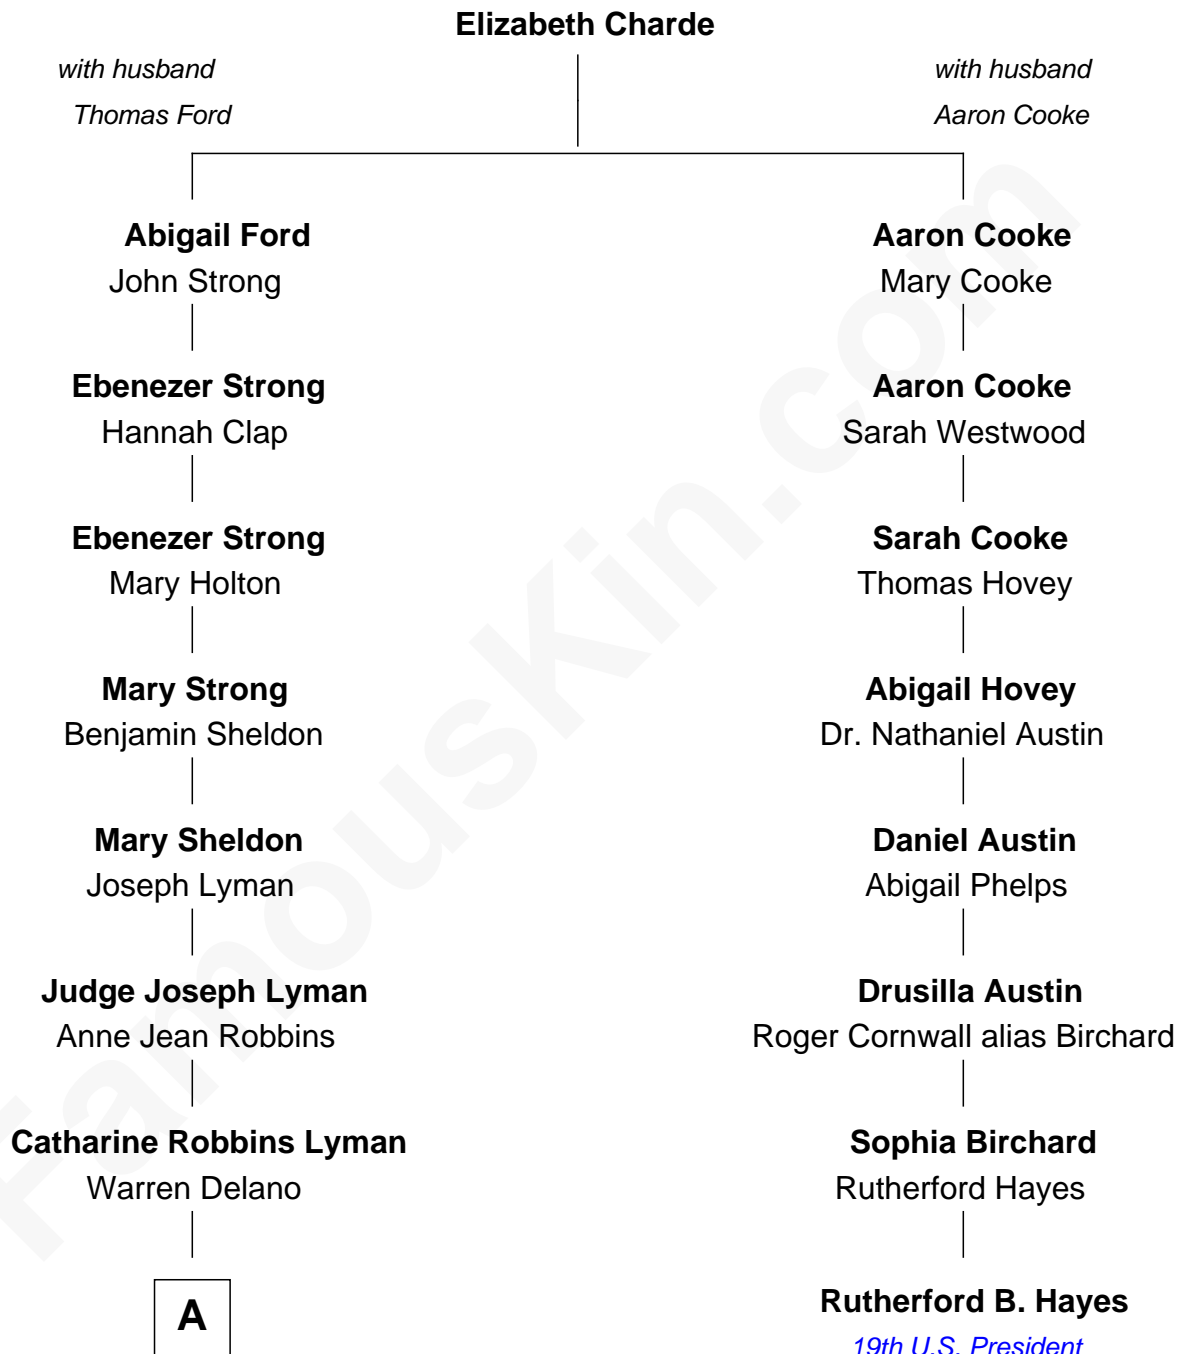 Elizabeth Charde
with husband
Thomas Ford
with husband
Aaron Cooke
Abigail Ford
John Strong
Aaron Cooke
Mary Cooke
Ebenezer Strong
Hannah Clap
Aaron Cooke
Sarah Westwood
Ebenezer Strong
Mary Holton
Sarah Cooke
Thomas Hovey
Mary Strong
Benjamin Sheldon
Abigail Hovey
Dr. Nathaniel Austin
Mary Sheldon
Joseph Lyman
Daniel Austin
Abigail Phelps
Judge Joseph Lyman
Anne Jean Robbins
Drusilla Austin
Roger Cornwall alias Birchard
Catharine Robbins Lyman
Warren Delano
Sophia Birchard
Rutherford Hayes
A
Rutherford B. Hayes
19th U.S. President
FamousKin.com